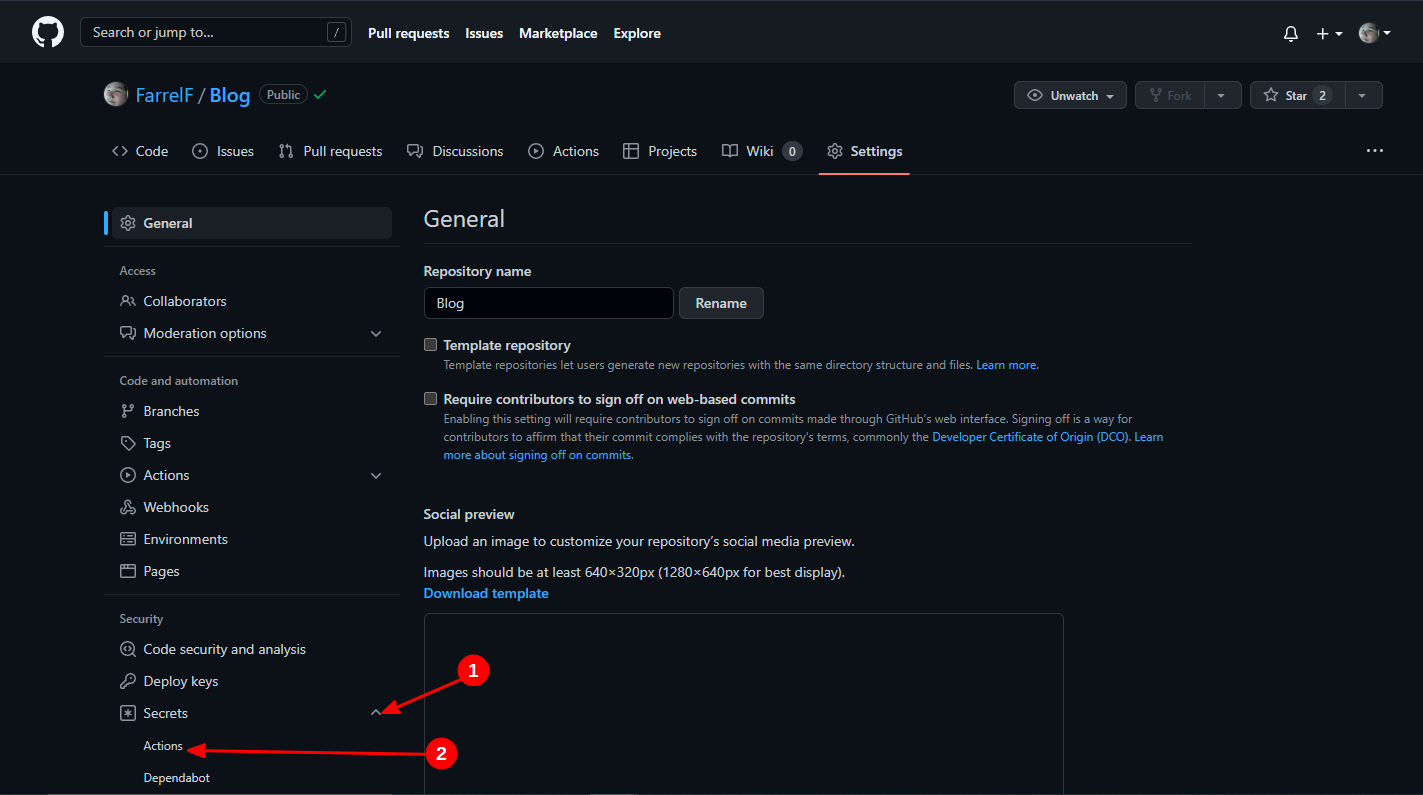 Search or jump to... /
Pull requests Issues Marketplace Explore
FarrelF / Blog Public
Unwatch Fork Star 2
Code Issues Pull requests Discussions Actions Projects Wiki 0 Settings
General
Access
Collaborators
Moderation options
Code and automation
Branches
Tags
Actions
Webhooks
Environments
Pages
Security
Code security and analysis
Deploy keys
Secrets
Actions
Dependabot
General
Repository name
Blog Rename
Template repository
Template repositories let users generate new repositories with the same directory structure and files. Learn more.
Require contributors to sign off on web-based commits
Enabling this setting will require contributors to sign off on commits made through GitHub's web interface. Signing off is a way for
contributors to affirm that their commit complies with the repository's terms, commonly the Developer Certificate of Origin (DCO). Learn
more about signing off on commits.
Social preview
Upload an image to customize your repository's social media preview.
Images should be at least 640×320px (1280×640px for best display).
Download template
1
2